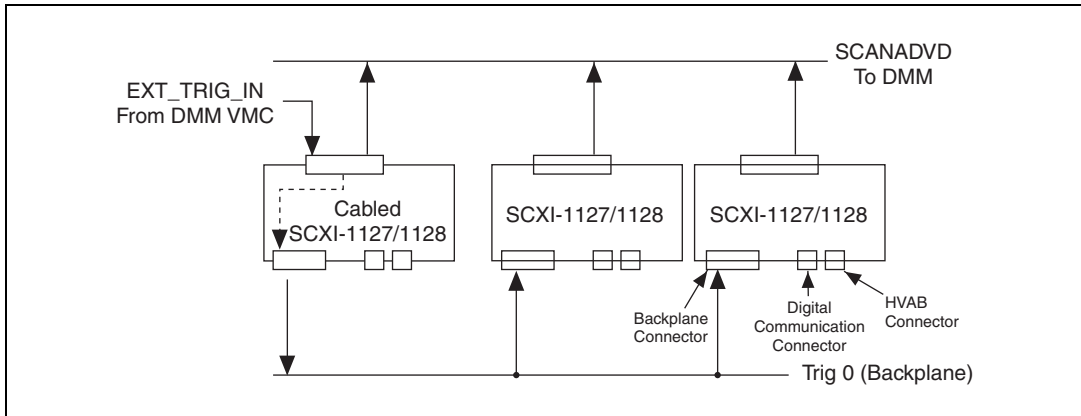 SCANADVD
To DMM
EXT_TRIG_IN
From DMM VMC
Cabled
SCXI-1127/1128
SCXI-1127/1128
SCXI-1127/1128
Backplane
Connector
Digital
Communication
Connector
HVAB
Connector
Trig 0 (Backplane)